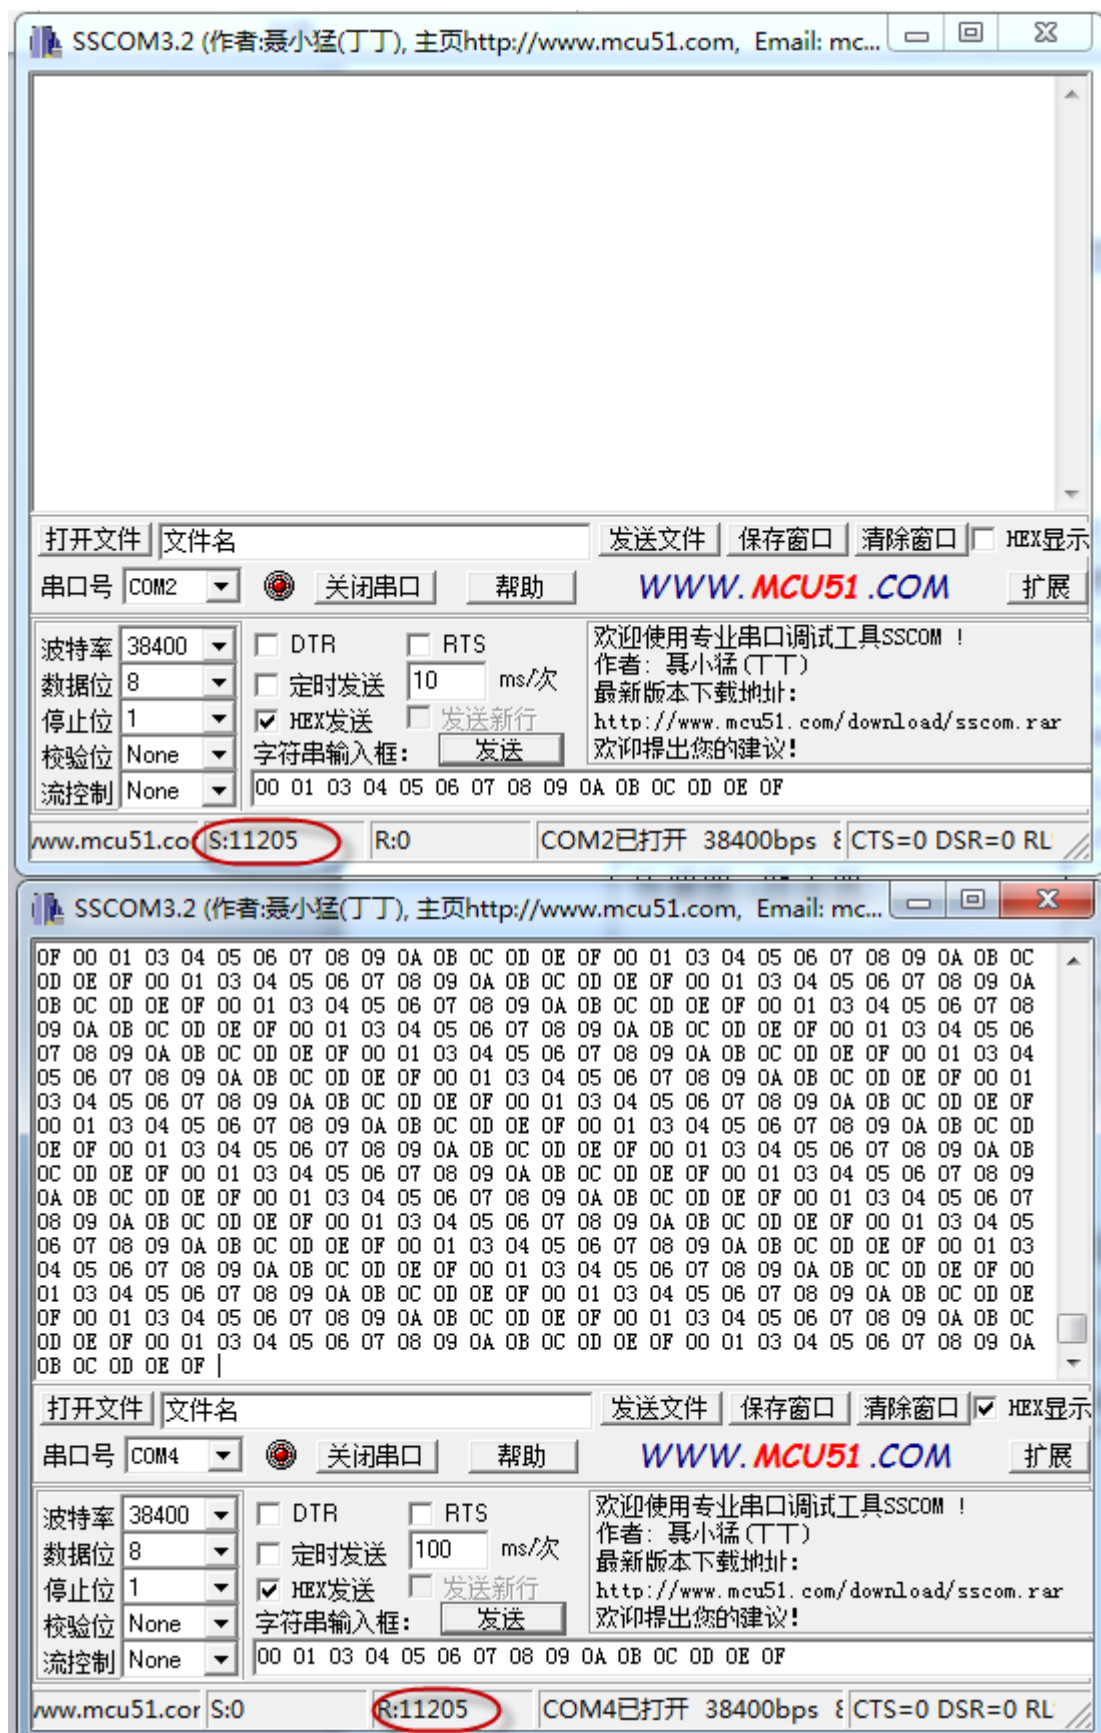 SSCOM3.2 (作者:聂小猛(丁丁), 主页http://www.mcu51.com, Email: mc...
打开文件 文件名 发送文件 保存窗口 清除窗口 HEX显示
串口号 COM2 关闭串口 帮助 WWW.MCU51.COM 扩展
波特率 38400 DTR RTS 欢迎使用专业串口调试工具SSCOM !
作者: 聂小猛(丁丁)
数据位 8 定时发送 10 ms/次 最新版本下载地址:
停止位 1 HEX发送 发送新行 http://www.mcu51.com/download/sscom.rar
校验位 None 字符串输入框: 发送 欢迎提出您的建议!
流控制 None 00 01 03 04 05 06 07 08 09 0A 0B 0C 0D 0E 0F
www.mcu51.cor S:11205 R:0 COM2已打开 38400bps 8 CTS=0 DSR=0 RL
SSCOM3.2 (作者:聂小猛(丁丁), 主页http://www.mcu51.com, Email: mc...
0F 00 01 03 04 05 06 07 08 09 0A 0B 0C 0D 0E 0F 00 01 03 04 05 06 07 08 09 0A 0B 0C
0D 0E 0F 00 01 03 04 05 06 07 08 09 0A 0B 0C 0D 0E 0F 00 01 03 04 05 06 07 08 09 0A
0B 0C 0D 0E 0F 00 01 03 04 05 06 07 08 09 0A 0B 0C 0D 0E 0F 00 01 03 04 05 06 07 08
09 0A 0B 0C 0D 0E 0F 00 01 03 04 05 06 07 08 09 0A 0B 0C 0D 0E 0F 00 01 03 04 05 06
07 08 09 0A 0B 0C 0D 0E 0F 00 01 03 04 05 06 07 08 09 0A 0B 0C 0D 0E 0F 00 01 03 04
05 06 07 08 09 0A 0B 0C 0D 0E 0F 00 01 03 04 05 06 07 08 09 0A 0B 0C 0D 0E 0F 00 01
03 04 05 06 07 08 09 0A 0B 0C 0D 0E 0F 00 01 03 04 05 06 07 08 09 0A 0B 0C 0D 0E 0F
00 01 03 04 05 06 07 08 09 0A 0B 0C 0D 0E 0F 00 01 03 04 05 06 07 08 09 0A 0B 0C 0D
0E 0F 00 01 03 04 05 06 07 08 09 0A 0B 0C 0D 0E 0F 00 01 03 04 05 06 07 08 09 0A 0B
0C 0D 0E 0F 00 01 03 04 05 06 07 08 09 0A 0B 0C 0D 0E 0F 00 01 03 04 05 06 07 08 09
0A 0B 0C 0D 0E 0F 00 01 03 04 05 06 07 08 09 0A 0B 0C 0D 0E 0F 00 01 03 04 05 06 07
08 09 0A 0B 0C 0D 0E 0F 00 01 03 04 05 06 07 08 09 0A 0B 0C 0D 0E 0F 00 01 03 04 05
06 07 08 09 0A 0B 0C 0D 0E 0F 00 01 03 04 05 06 07 08 09 0A 0B 0C 0D 0E 0F 00 01 03
04 05 06 07 08 09 0A 0B 0C 0D 0E 0F 00 01 03 04 05 06 07 08 09 0A 0B 0C 0D 0E 0F 00
01 03 04 05 06 07 08 09 0A 0B 0C 0D 0E 0F 00 01 03 04 05 06 07 08 09 0A 0B 0C 0D 0E
0F 00 01 03 04 05 06 07 08 09 0A 0B 0C 0D 0E 0F 00 01 03 04 05 06 07 08 09 0A 0B 0C
0D 0E 0F 00 01 03 04 05 06 07 08 09 0A 0B 0C 0D 0E 0F 00 01 03 04 05 06 07 08 09 0A
0B 0C 0D 0E 0F
打开文件 文件名 发送文件 保存窗口 清除窗口 HEX显示
串口号 COM4 关闭串口 帮助 WWW.MCU51.COM 扩展
波特率 38400 DTR RTS 欢迎使用专业串口调试工具SSCOM !
作者: 聂小猛(丁丁)
数据位 8 定时发送 100 ms/次 最新版本下载地址:
停止位 1 HEX发送 发送新行 http://www.mcu51.com/download/sscom.rar
校验位 None 字符串输入框: 发送 欢迎提出您的建议!
流控制 None 00 01 03 04 05 06 07 08 09 0A 0B 0C 0D 0E 0F
www.mcu51.cor S:0 R:11205 COM4已打开 38400bps 8 CTS=0 DSR=0 RL